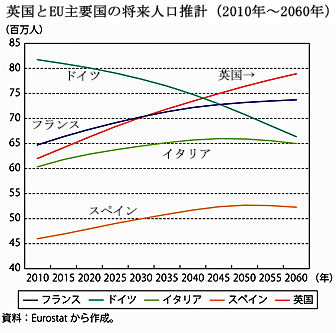 英国とEU主要国の将来人口推計（2010年～2060年）
（百万人）
85
80
75
70
65
60
55
50
45
40
ドイツ
英国→
フランス
イタリア
スペイン
2010 2015 2020 2025 2030 2035 2040 2045 2050 2055 2060 （年）
フランス ドイツ イタリア スペイン 英国
資料：Eurostat から作成。